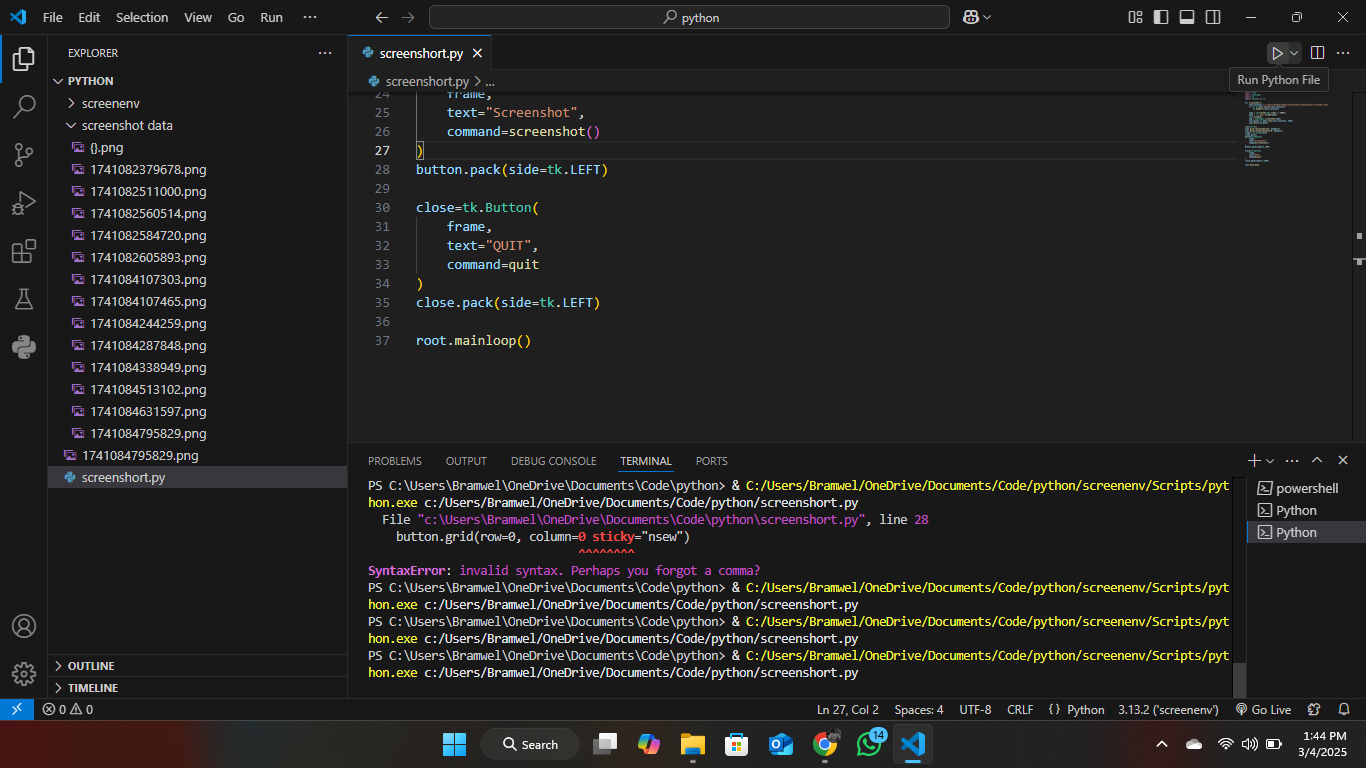 File Edit Selection View Go Run ··· python
EXPLORER ···
PYTHON
screenenv
screenshot data
{}.png
1741082379678.png
1741082511000.png
1741082560514.png
1741082584720.png
1741082605893.png
1741084107303.png
1741084107465.png
1741084244259.png
1741084287848.png
1741084338949.png
1741084513102.png
1741084631597.png
1741084795829.png
1741084795829.png
screenshort.py
OUTLINE
TIMELINE
screenshort.py
Run Python File
screenshort.py > ...
24 frame,
25 text="Screenshot",
26 command=screenshot()
27 )
28 button.pack(side=tk.LEFT)
29
30 close=tk.Button(
31 frame,
32 text="QUIT",
33 command=quit
34 )
35 close.pack(side=tk.LEFT)
36
37 root.mainloop()
PROBLEMS OUTPUT DEBUG CONSOLE TERMINAL PORTS
PS C:\Users\Bramwel\OneDrive\Documents\Code\python> & C:/Users/Bramwel/OneDrive/Documents/Code/python/screenenv/Scripts/pyt
hon.exe c:/Users/Bramwel/OneDrive/Documents/Code/python/screenshort.py
File "c:\Users\Bramwel\OneDrive\Documents\Code\python\screenshort.py", line 28
button.grid(row=0, column=0 sticky="nsew")
^^^^^^^^
SyntaxError: invalid syntax. Perhaps you forgot a comma?
PS C:\Users\Bramwel\OneDrive\Documents\Code\python> & C:/Users/Bramwel/OneDrive/Documents/Code/python/screenenv/Scripts/pyt
hon.exe c:/Users/Bramwel/OneDrive/Documents/Code/python/screenshort.py
PS C:\Users\Bramwel\OneDrive\Documents\Code\python> & C:/Users/Bramwel/OneDrive/Documents/Code/python/screenenv/Scripts/pyt
hon.exe c:/Users/Bramwel/OneDrive/Documents/Code/python/screenshort.py
PS C:\Users\Bramwel\OneDrive\Documents\Code\python> & C:/Users/Bramwel/OneDrive/Documents/Code/python/screenenv/Scripts/pyt
hon.exe c:/Users/Bramwel/OneDrive/Documents/Code/python/screenshort.py
powershell
Python
Python
0 0 Ln 27, Col 2 Spaces: 4 UTF-8 CRLF {} Python 3.13.2 ('screenenv') Go Live
Search 14
1:44 PM
3/4/2025